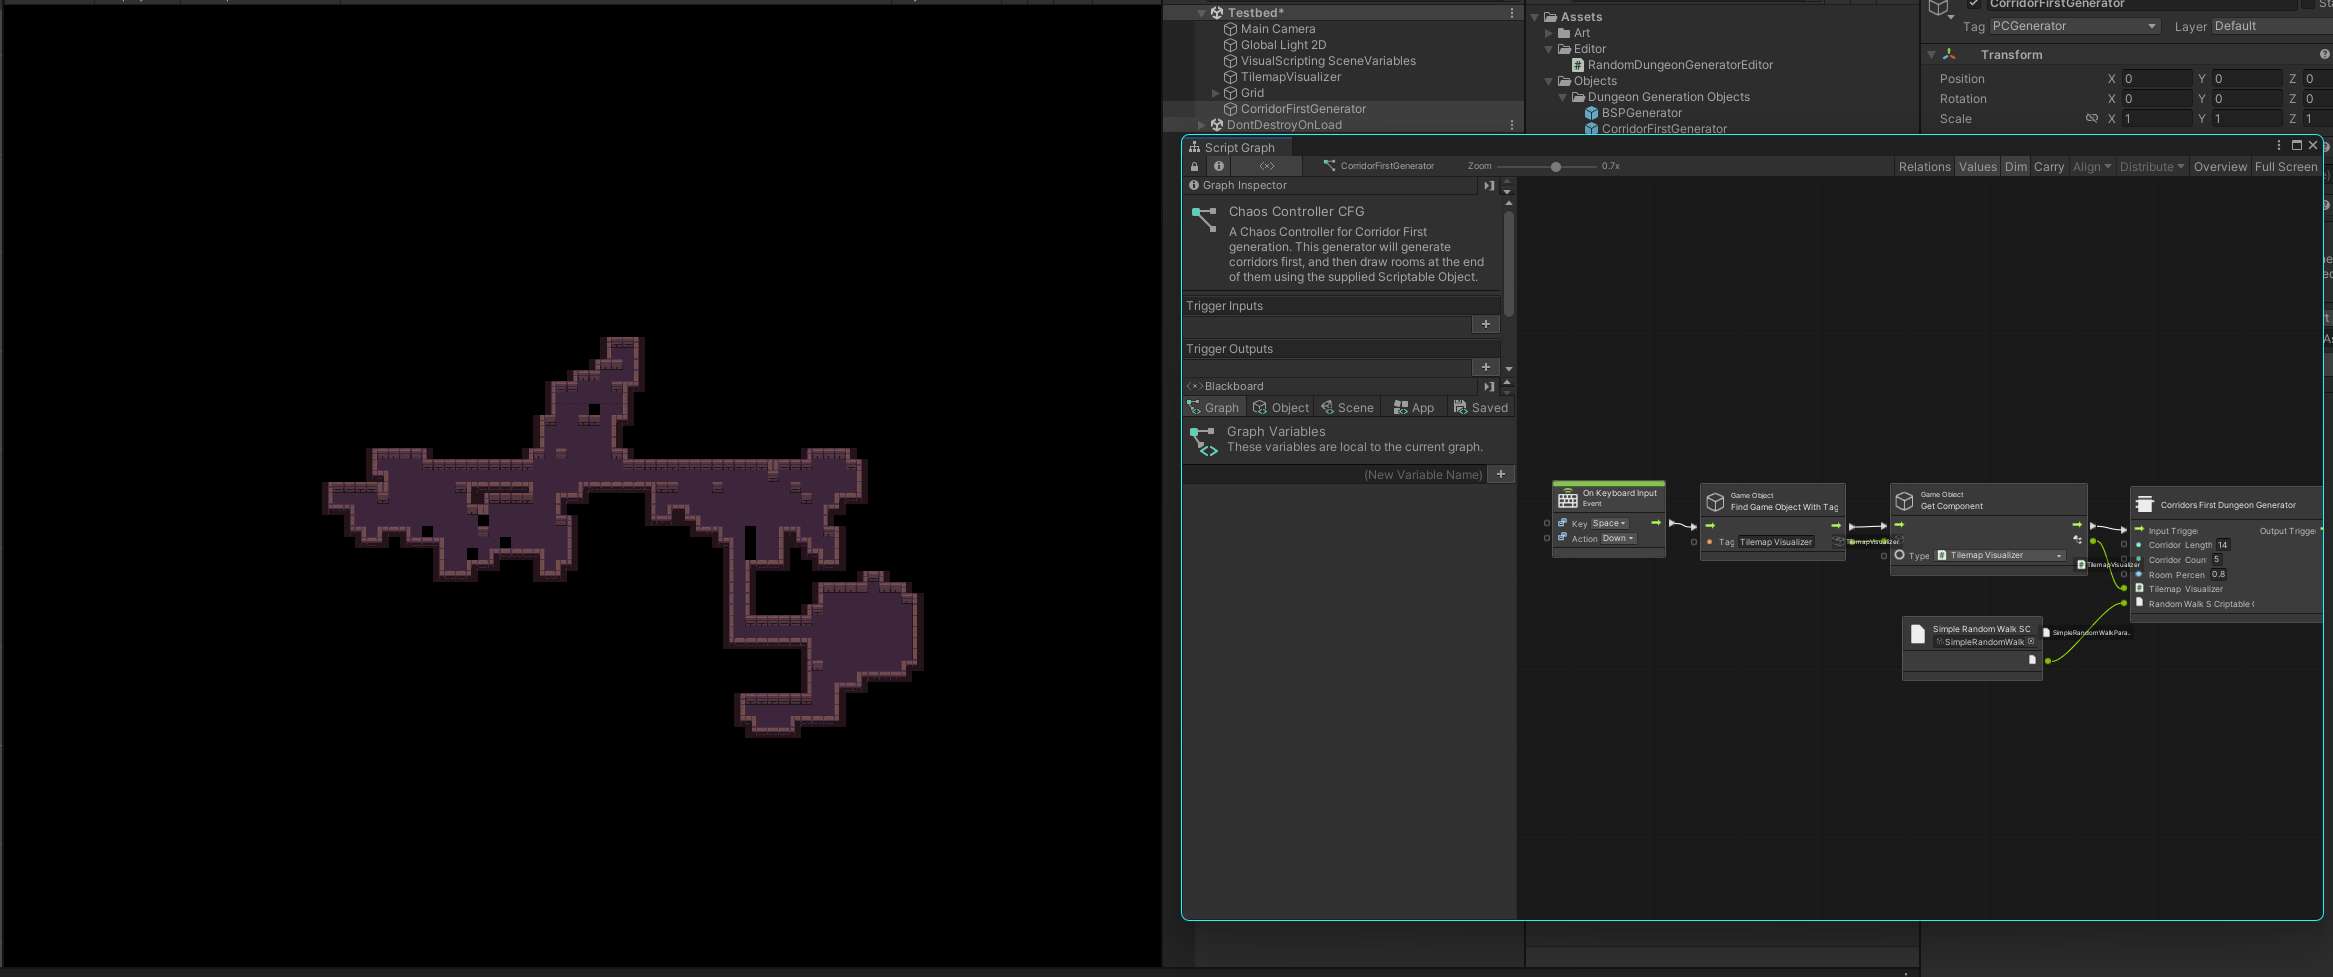 Testbed*
Main Camera
Global Light 2D
VisualScripting SceneVariables
TilemapVisualizer
Grid
CorridorFirstGenerator
DontDestroyOnLoad
Assets
Art
Editor
RandomDungeonGeneratorEditor
Objects
Dungeon Generation Objects
BSPGenerator
CorridorFirstGenerator
CorridorFirstGenerator
Tag PCGenerator Layer Default
Transform
Position X 0 Y 0 Z 0
Rotation X 0 Y 0 Z 0
Scale X 1 Y 1 Z 1
Script Graph
CorridorFirstGenerator Zoom 0.7x Relations Values Dim Carry Align Distribute Overview Full Screen
Graph Inspector
Chaos Controller CFG
A Chaos Controller for Corridor First
generation. This generator will generate
corridors first, and then draw rooms at the end
of them using the supplied Scriptable Object.
Trigger Inputs
Trigger Outputs
Blackboard
Graph Object Scene App Saved
Graph Variables
These variables are local to the current graph.
(New Variable Name)
On Keyboard Input
Event
Key Space
Action Down
Game Object
Find Game Object With Tag
Tag Tilemap Visualizer
TilemapVisualizer
Game Object
Get Component
Type Tilemap Visualizer
TilemapVisualizer
Corridors First Dungeon Generator
Input Trigge Output Trigge
Corridor Length 14
Corridor Coun 5
Room Percen 0.8
Tilemap Visualizer
Random Walk S Criptable (
Simple Random Walk SC
SimpleRandomWalk
SimpleRandomWalkPara.